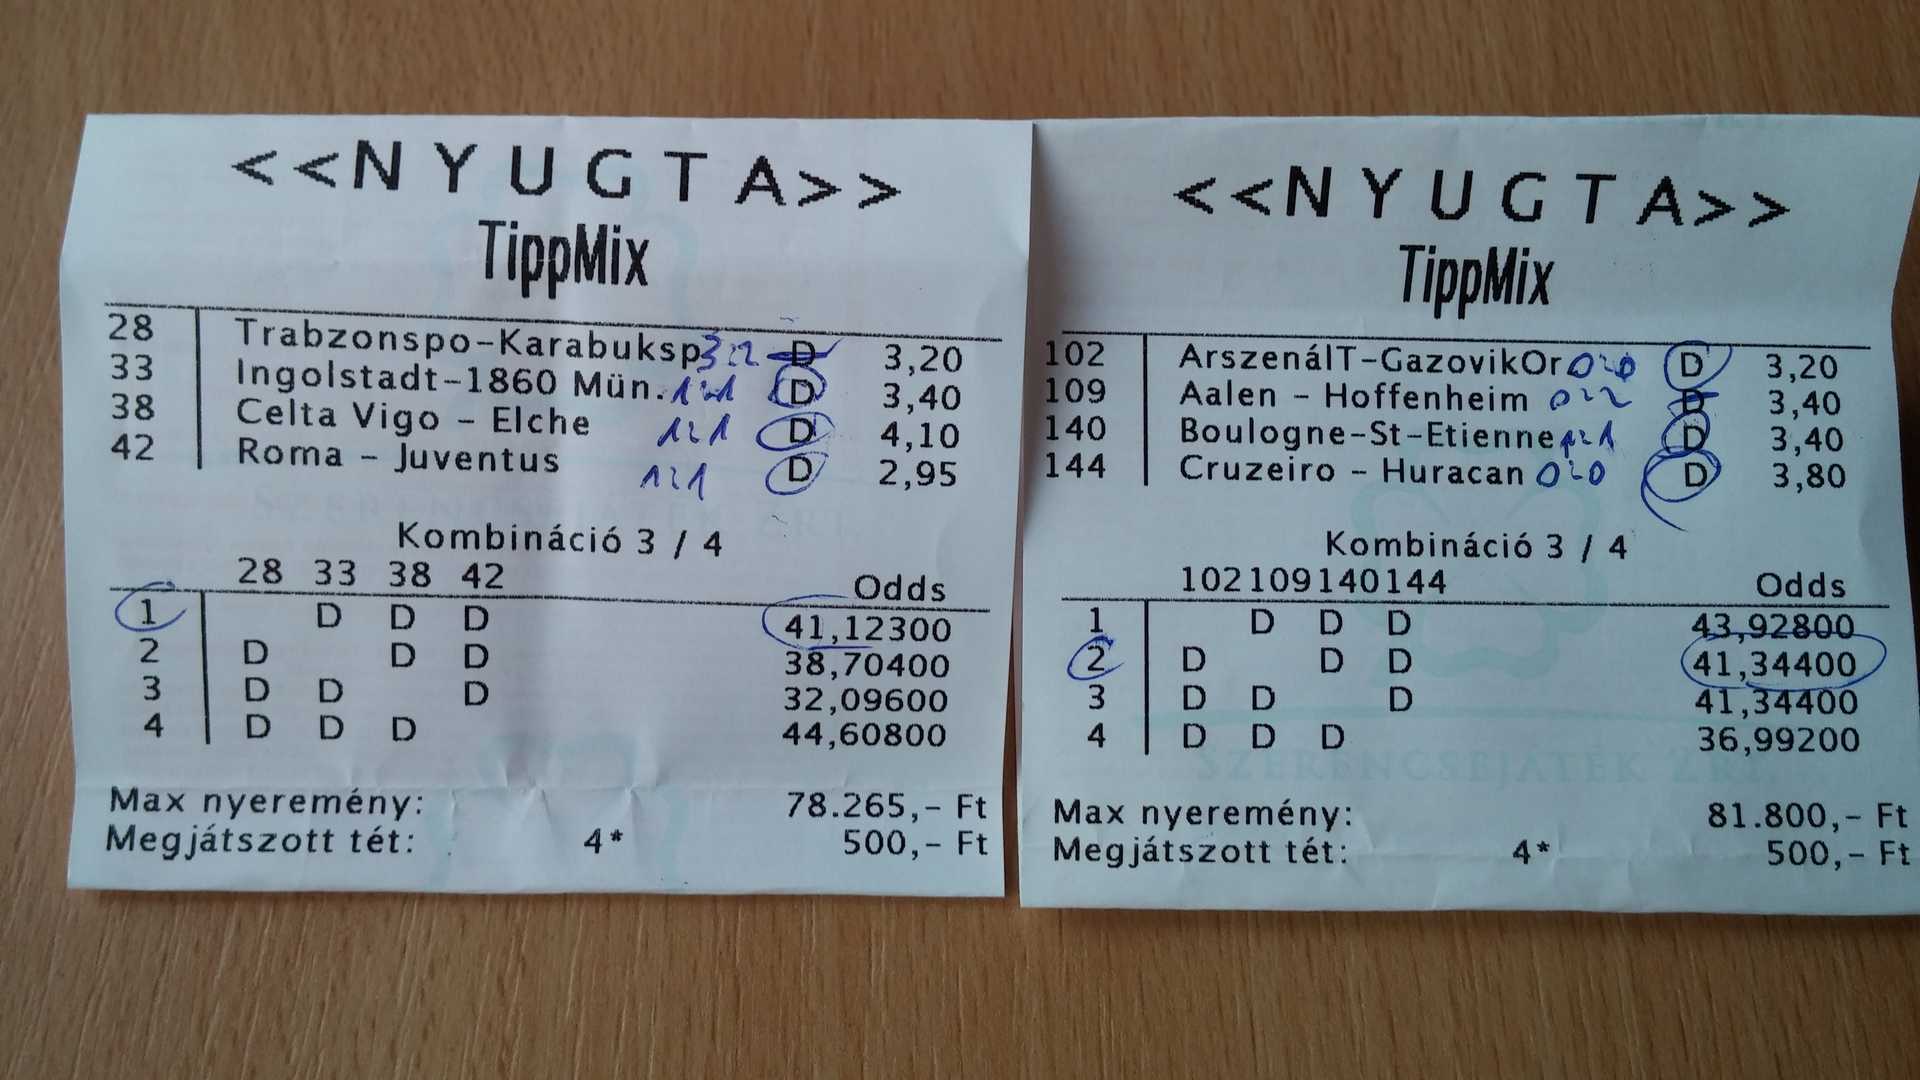 <<NYUGTA>>
TippMix
28 Trabzonspo-Karabuksp 3:2 D 3,20
33 Ingolstadt-1860 Mün. 1:1 D 3,40
38 Celta Vigo - Elche 1:1 D 4,10
42 Roma - Juventus 1:1 D 2,95
Kombináció 3 / 4
28 33 38 42 Odds
1 D D D 41,12300
2 D D D 38,70400
3 D D D 32,09600
4 D D D 44,60800
Max nyeremény: 78.265,- Ft
Megjátszott tét: 4* 500,- Ft
<<NYUGTA>>
TippMix
102 ArszenálT-GazovikOr 0:0 D 3,20
109 Aalen - Hoffenheim 0:2 D 3,40
140 Boulogne-St-Etienne 1:1 D 3,40
144 Cruzeiro - Huracan 0:0 D 3,80
Kombináció 3 / 4
102109140144 Odds
1 D D D 43,92800
2 D D D 41,34400
3 D D D 41,34400
4 D D D 36,99200
SZERENCSEJÁTÉK ZRT.
Max nyeremény: 81.800,- Ft
Megjátszott tét: 4* 500,- Ft